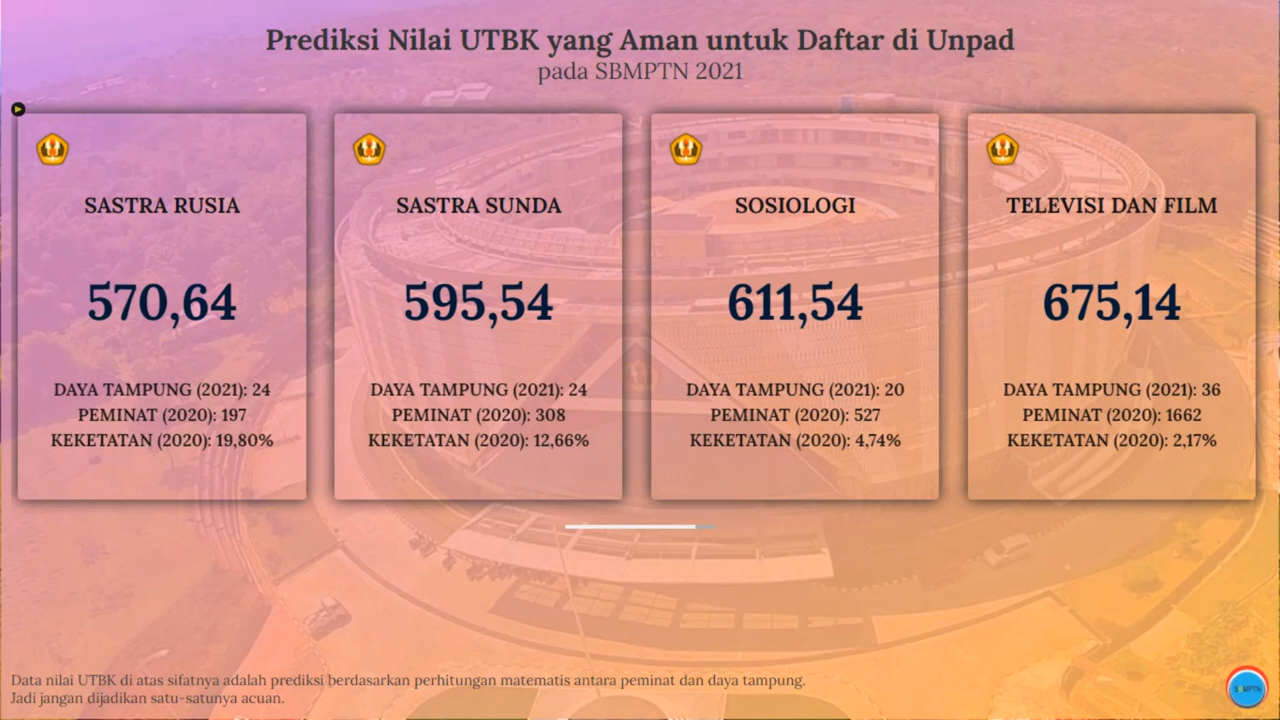 Prediksi Nilai UTBK yang Aman untuk Daftar di Unpad
pada SBMPTN 2021
SASTRA RUSIA
570,64
DAYA TAMPUNG (2021): 24
PEMINAT (2020): 197
KEKETATAN (2020): 19,80%
SASTRA SUNDA
595,54
DAYA TAMPUNG (2021): 24
PEMINAT (2020): 308
KEKETATAN (2020): 12,66%
SOSIOLOGI
611,54
DAYA TAMPUNG (2021): 20
PEMINAT (2020): 527
KEKETATAN (2020): 4,74%
TELEVISI DAN FILM
675,14
DAYA TAMPUNG (2021): 36
PEMINAT (2020): 1662
KEKETATAN (2020): 2,17%
Data nilai UTBK di atas sifatnya adalah prediksi berdasarkan perhitungan matematis antara peminat dan daya tampung.
Jadi jangan dijadikan satu-satunya acuan.
SBMPTN